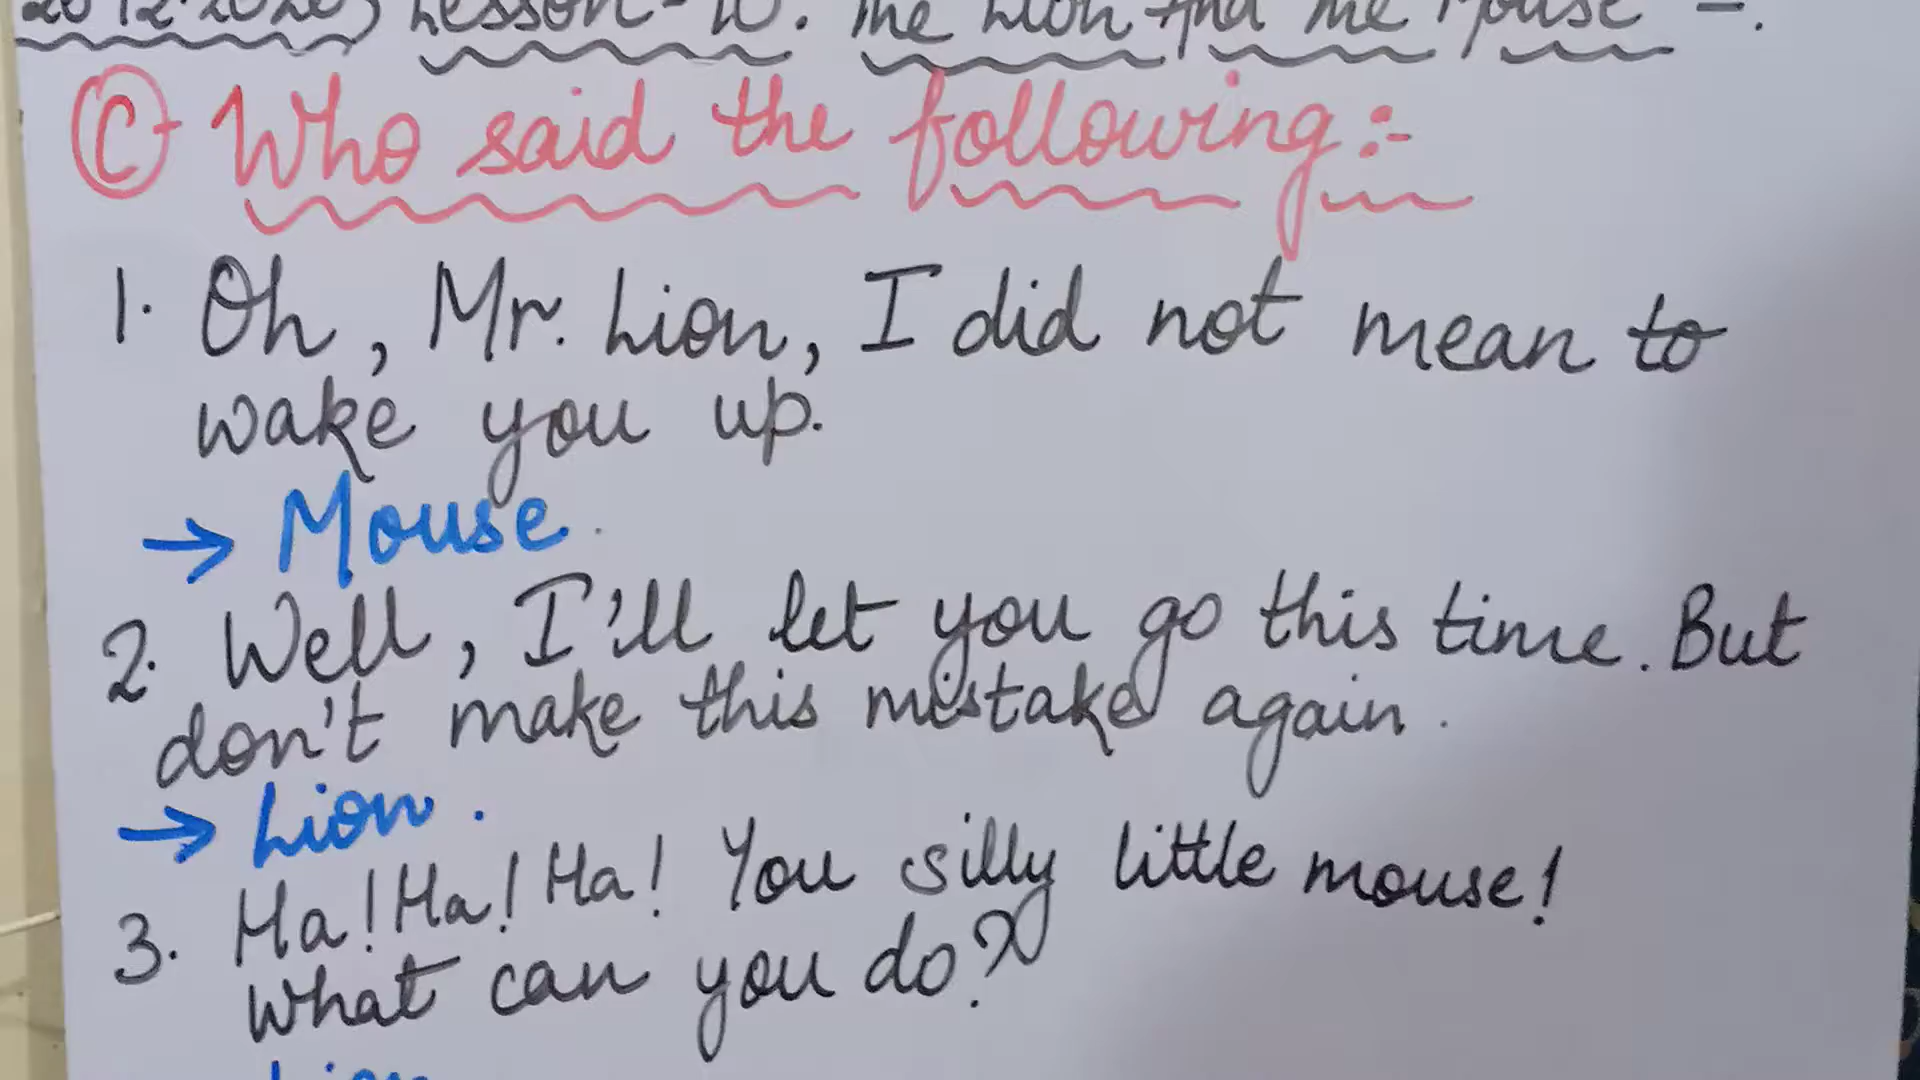 Lesson-10. The Lion And The Mouse -.
C- Who said the following:-
1. Oh, Mr. Lion, I did not mean to
wake you up.
→ Mouse.
2. Well, I'll let you go this time. But
don't make this mistake again.
→ Lion.
3. Ha! Ha! Ha! You silly little mouse!
What can you do?
Lion